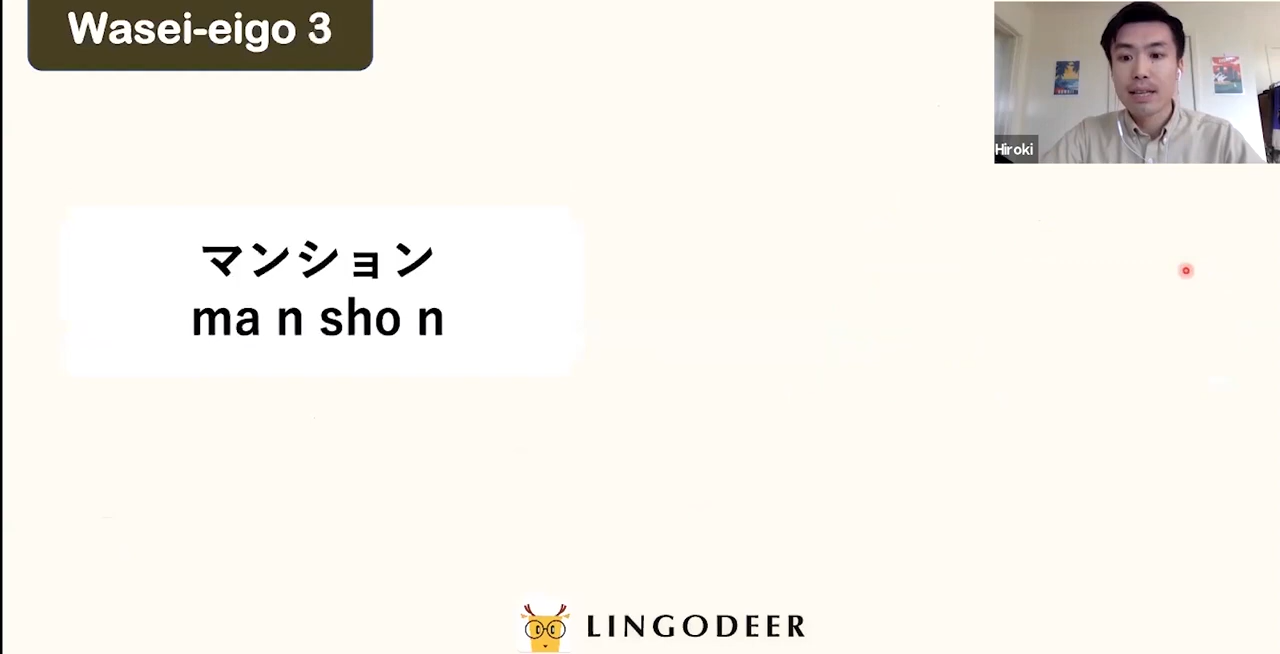 Wasei-eigo 3
Hiroki
マンション
ma n sho n
LINGODEER